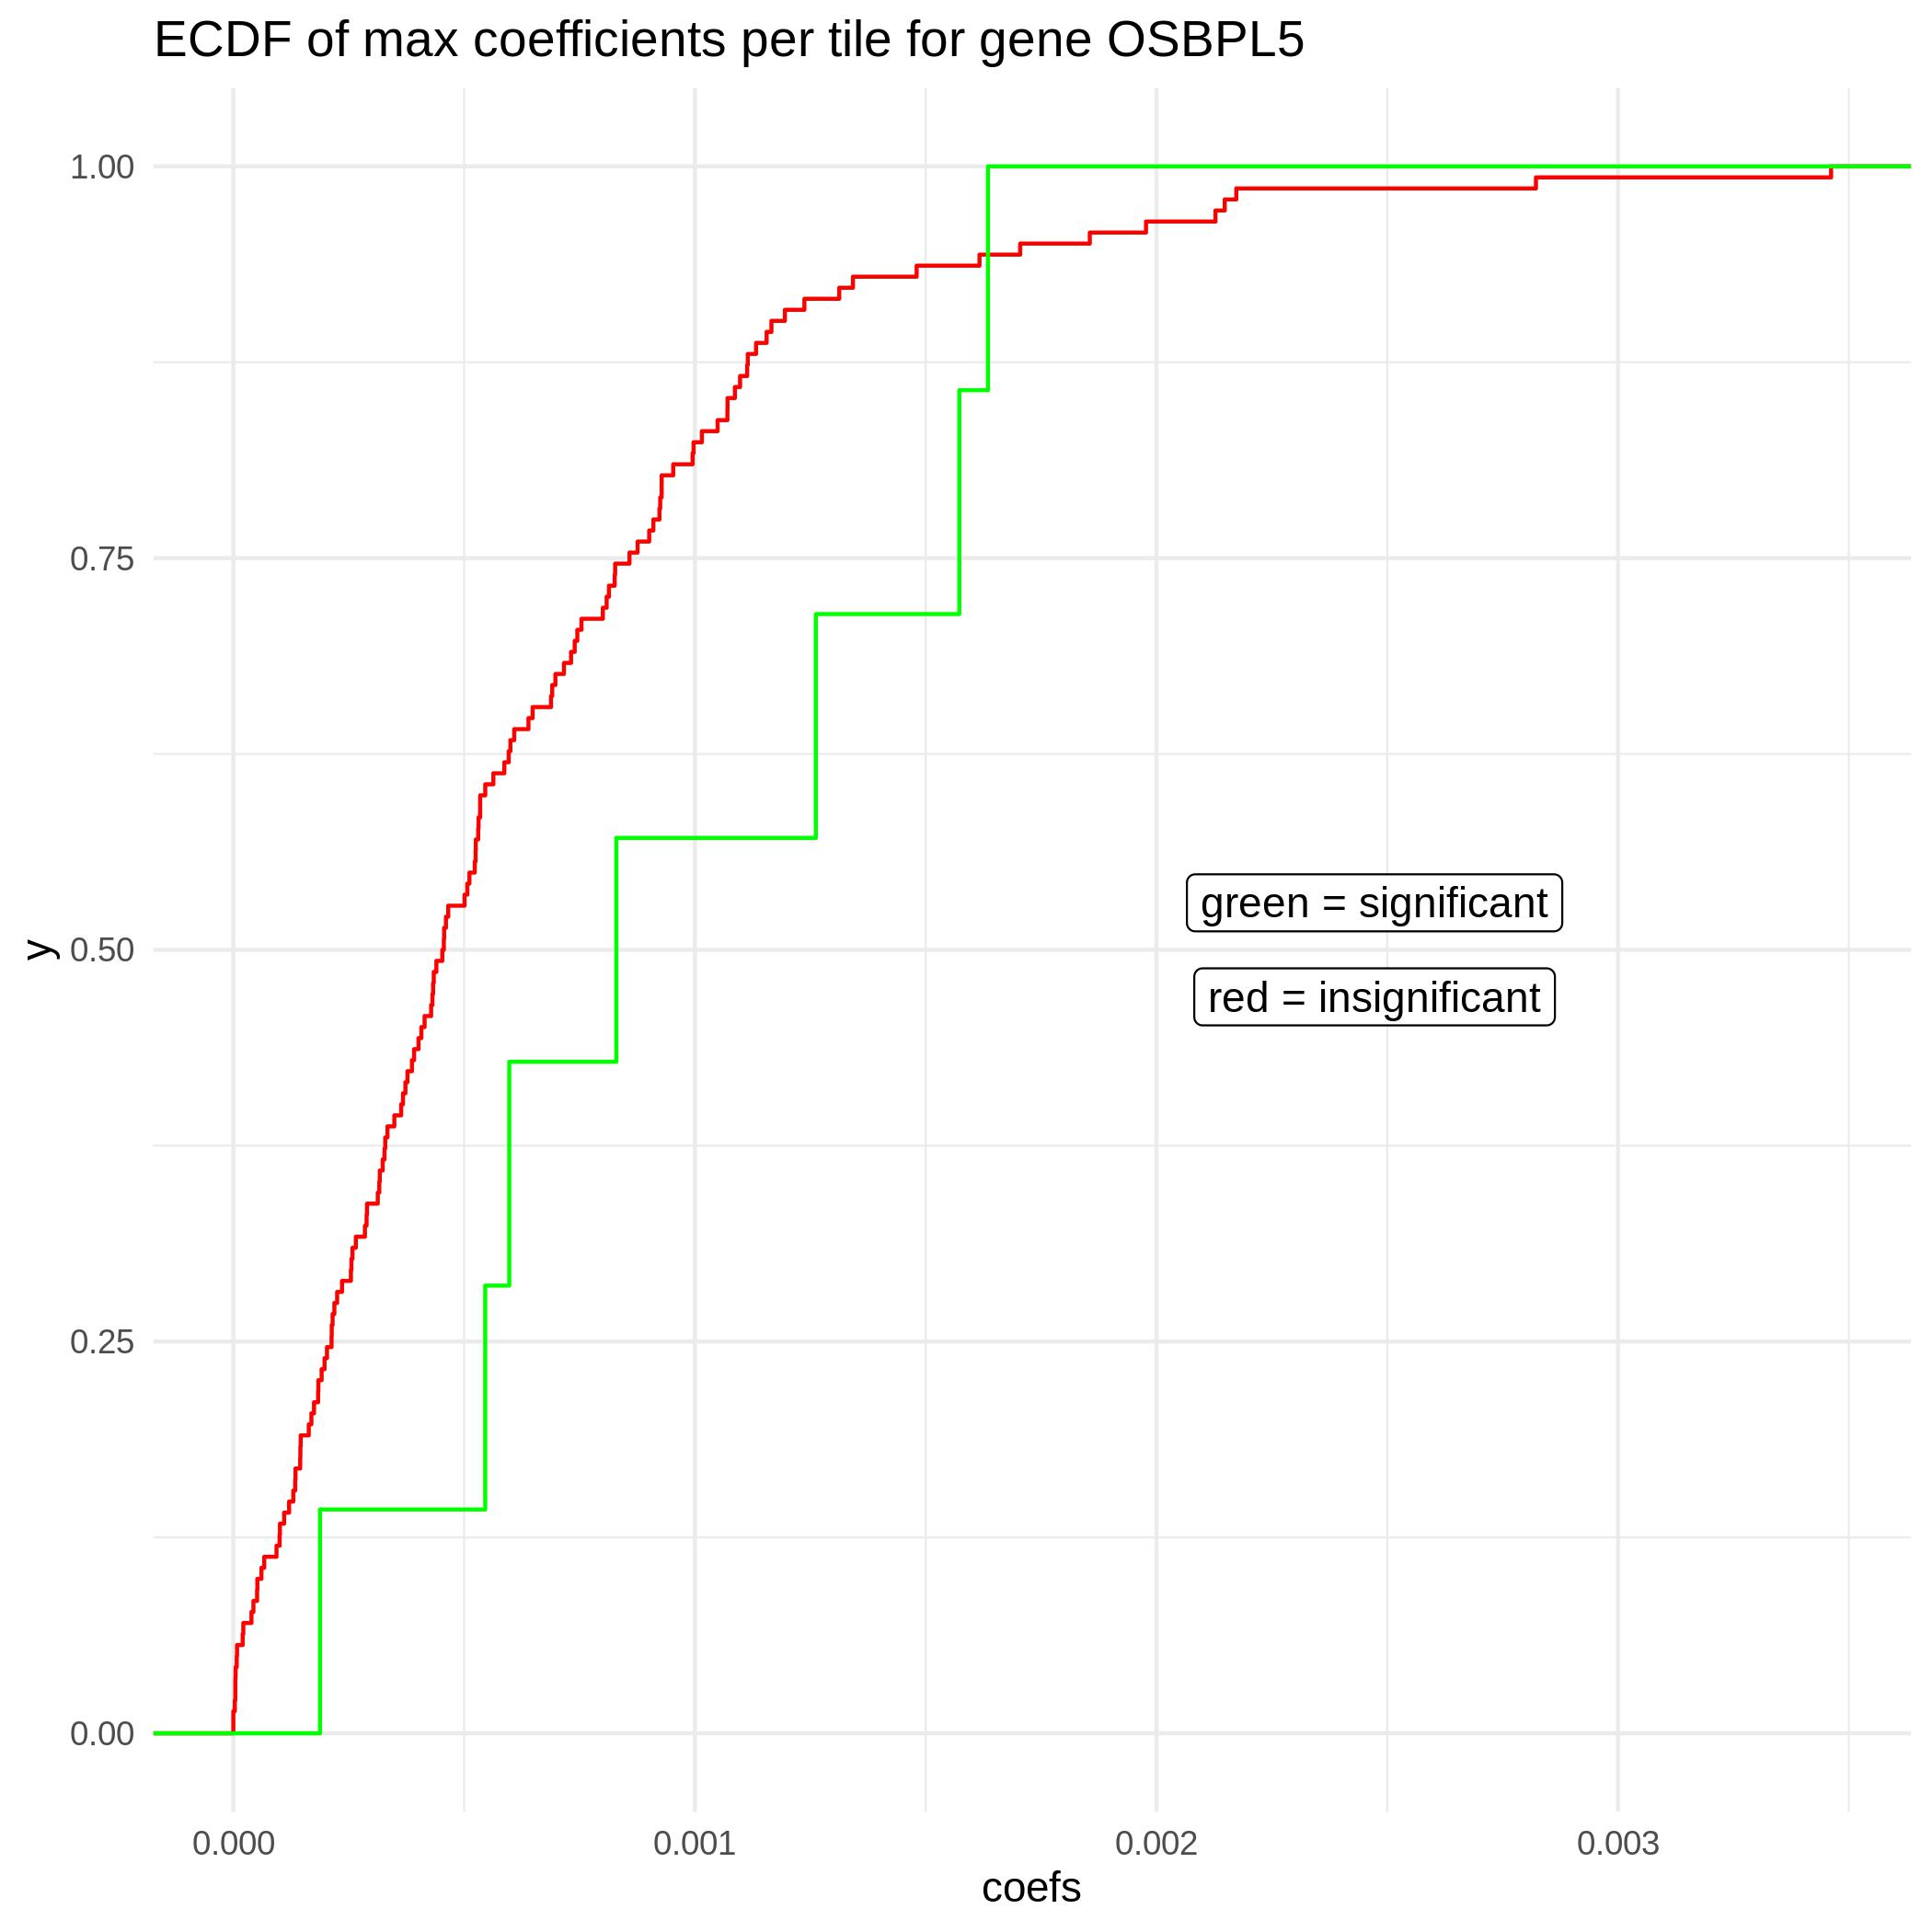 ECDF of max coefficients per tile for gene OSBPL5
1.00
0.75
0.50
0.25
0.00
y
green = significant
red = insignificant
0.000 0.001 0.002 0.003
coefs